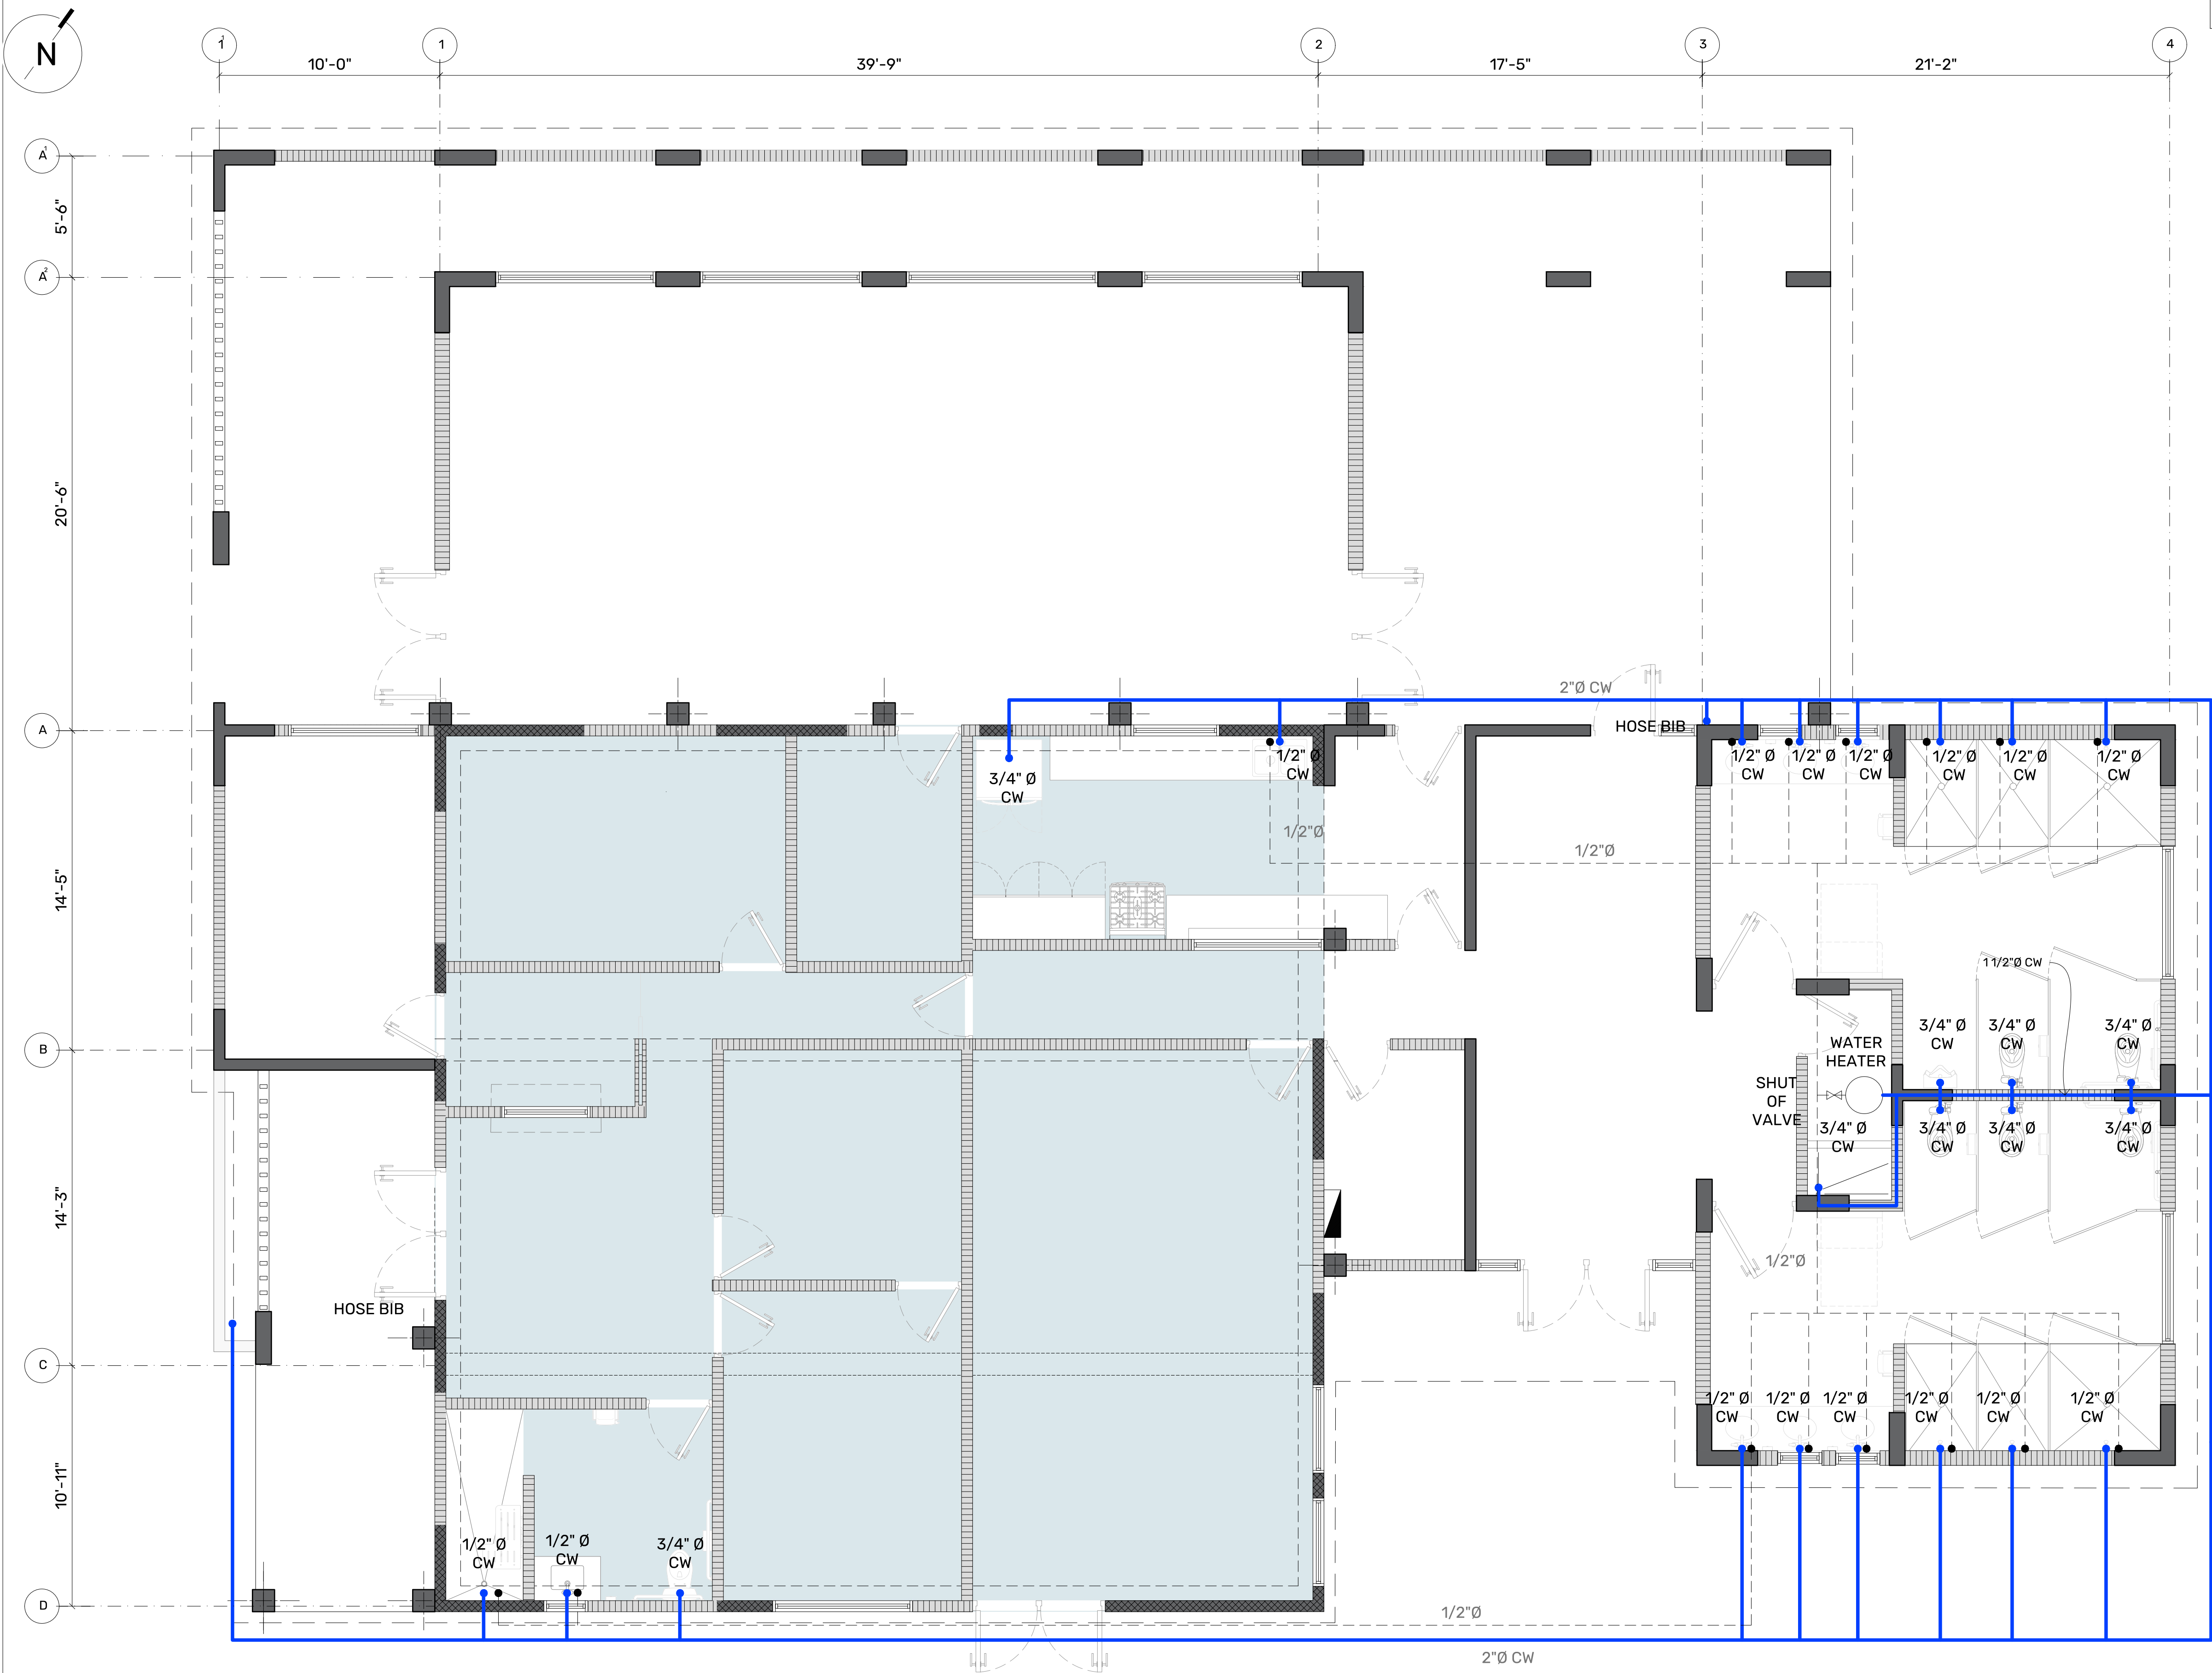 N
1 1
1
2
3
4
10'-0"
39'-9"
17'-5"
21'-2"
A 1
5'-6"
A 2
20'-6"
A
14'-5"
B
14'-3"
C
10'-11"
D
2"Ø CW
HOSE BIB
3/4" Ø
CW
1/2" Ø
CW
1/2" Ø
CW
1/2" Ø
CW
1/2" Ø
CW
1/2" Ø
CW
1/2" Ø
CW
1/2" Ø
CW
1/2"Ø
1/2"Ø
1 1/2"Ø CW
3/4" Ø
CW
3/4" Ø
CW
3/4" Ø
CW
WATER
HEATER
SHUT
OF
VALVE
3/4" Ø
CW
3/4" Ø
CW
3/4" Ø
CW
3/4" Ø
CW
1/2"Ø
HOSE BIB
1/2" Ø
CW
1/2" Ø
CW
1/2" Ø
CW
1/2" Ø
CW
1/2" Ø
CW
1/2" Ø
CW
1/2" Ø
CW
1/2" Ø
CW
3/4" Ø
CW
1/2"Ø
2"Ø CW